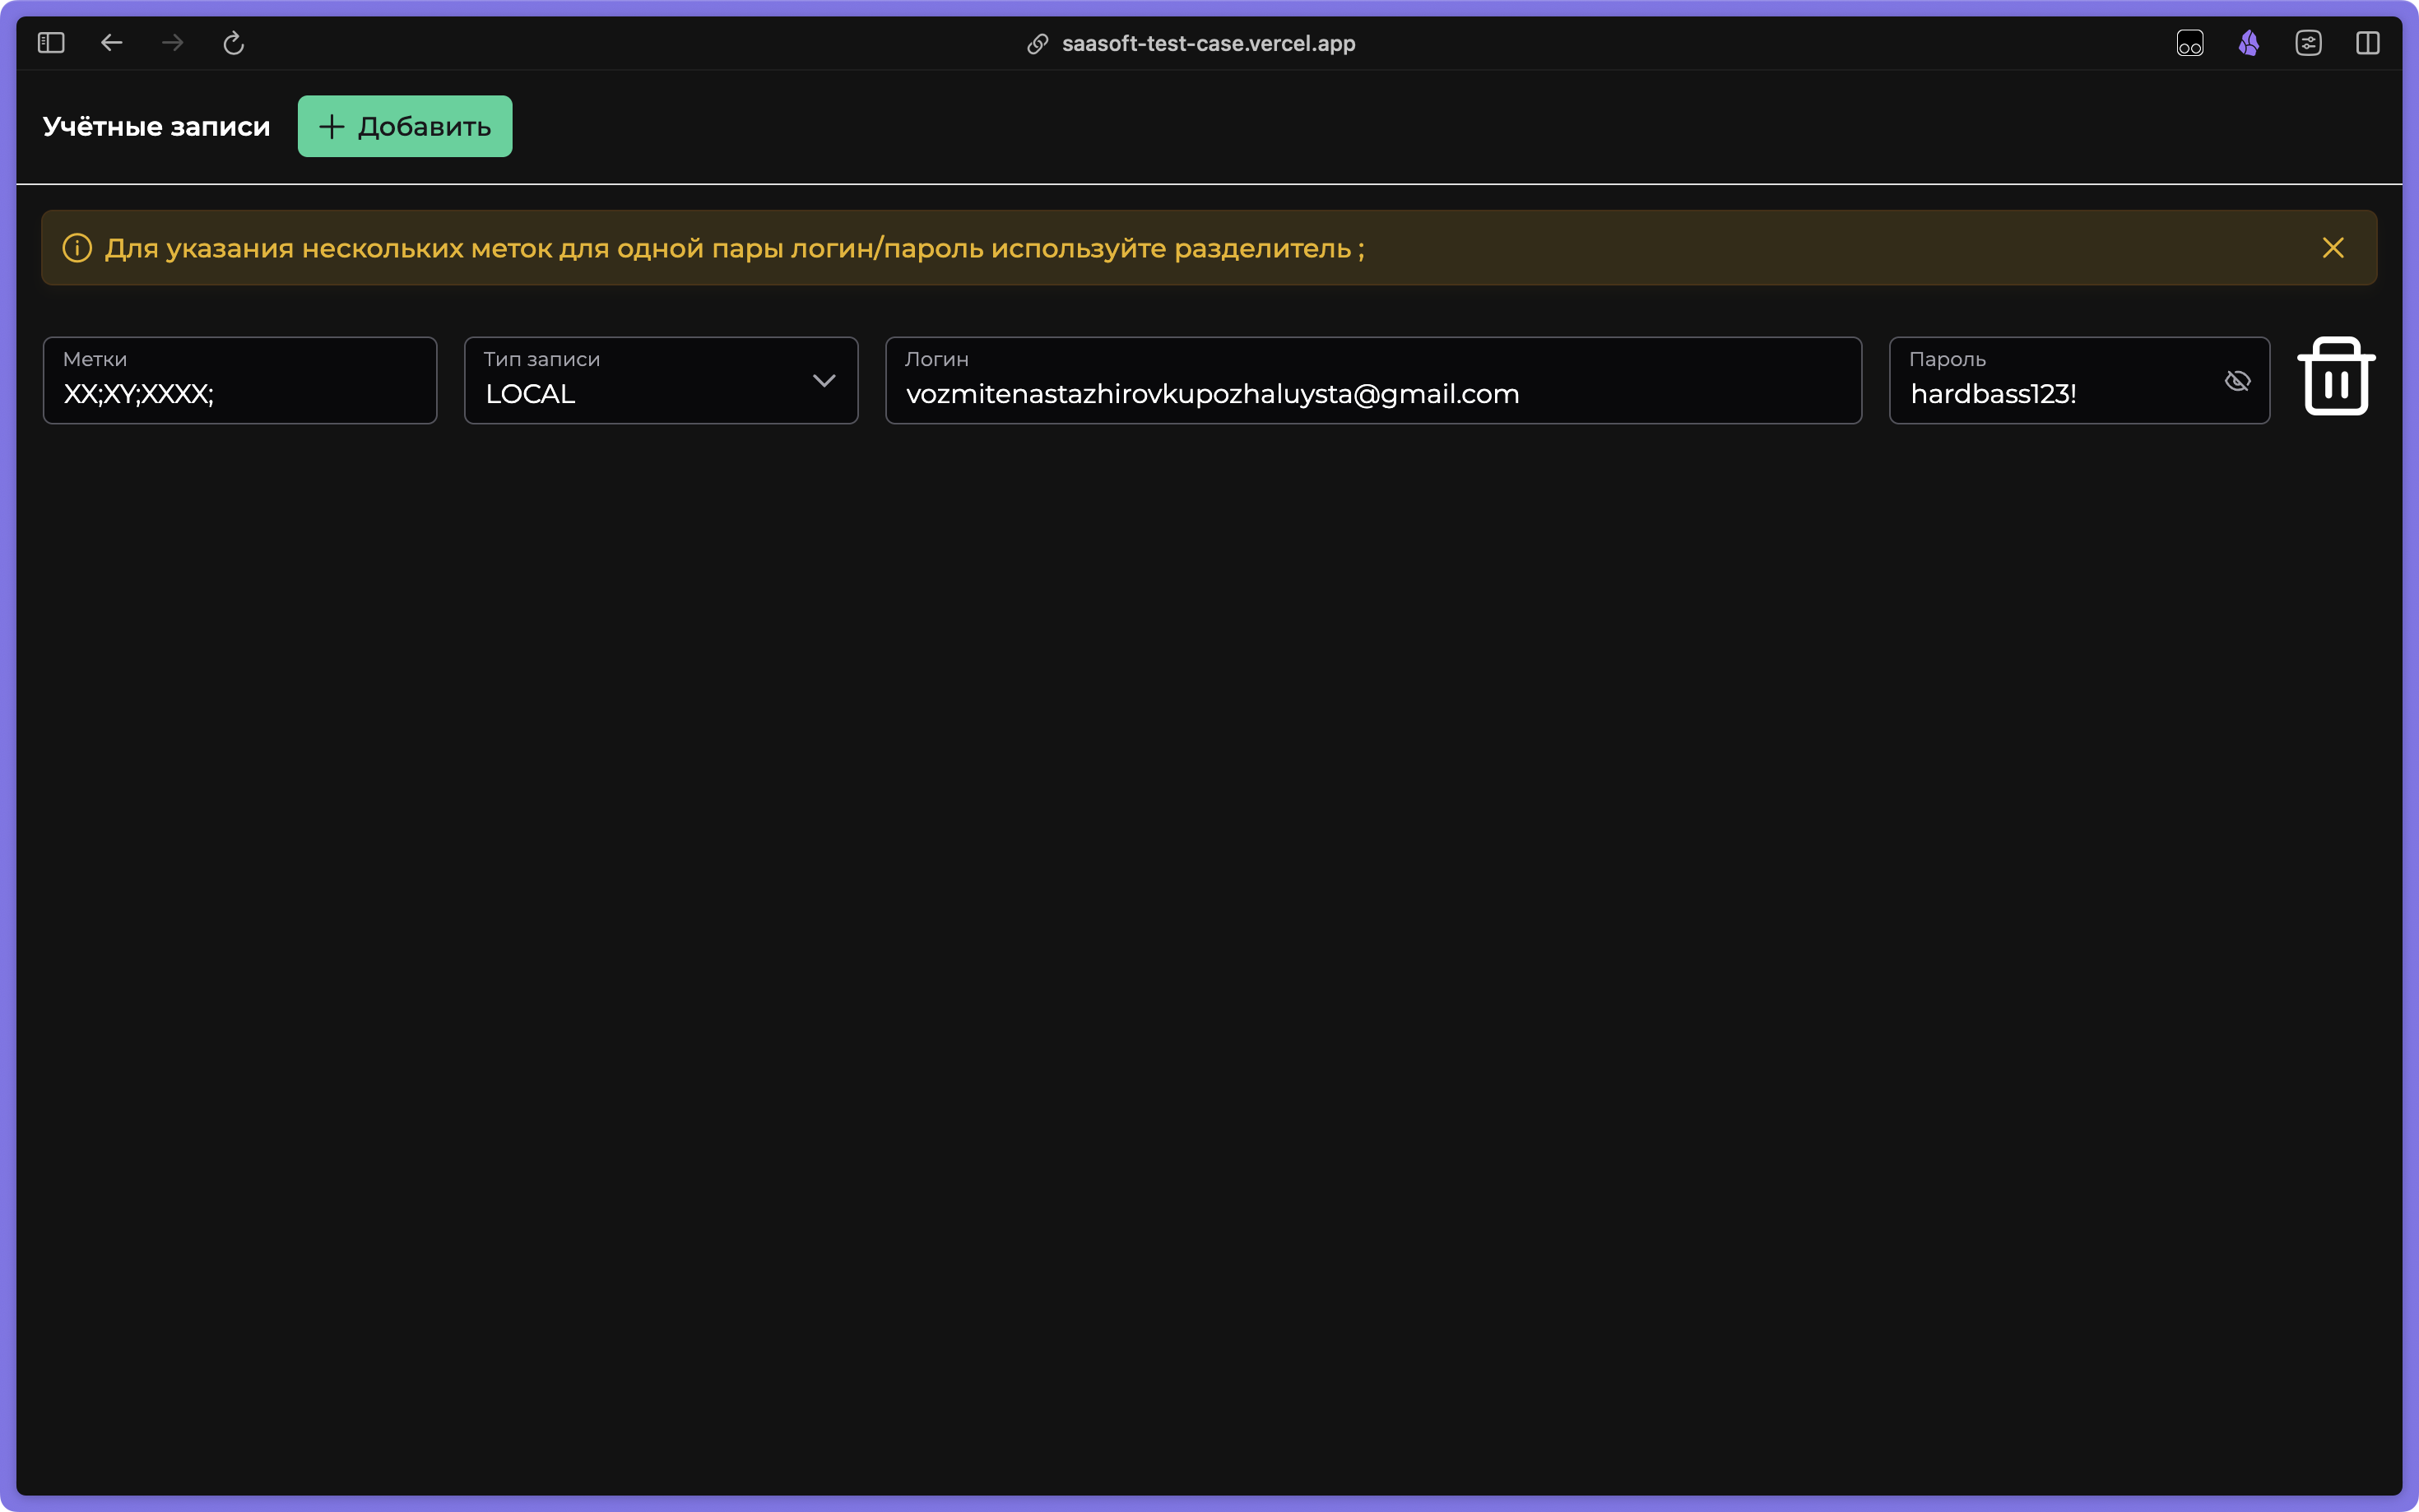 saasoft-test-case.vercel.app
Учётные записи
Добавить
Для указания нескольких меток для одной пары логин/пароль используйте разделитель ;
Метки
XX;XY;XXXX;
Тип записи
LOCAL
Логин
vozmitenastazhirovkupozhaluysta@gmail.com
Пароль
hardbass123!